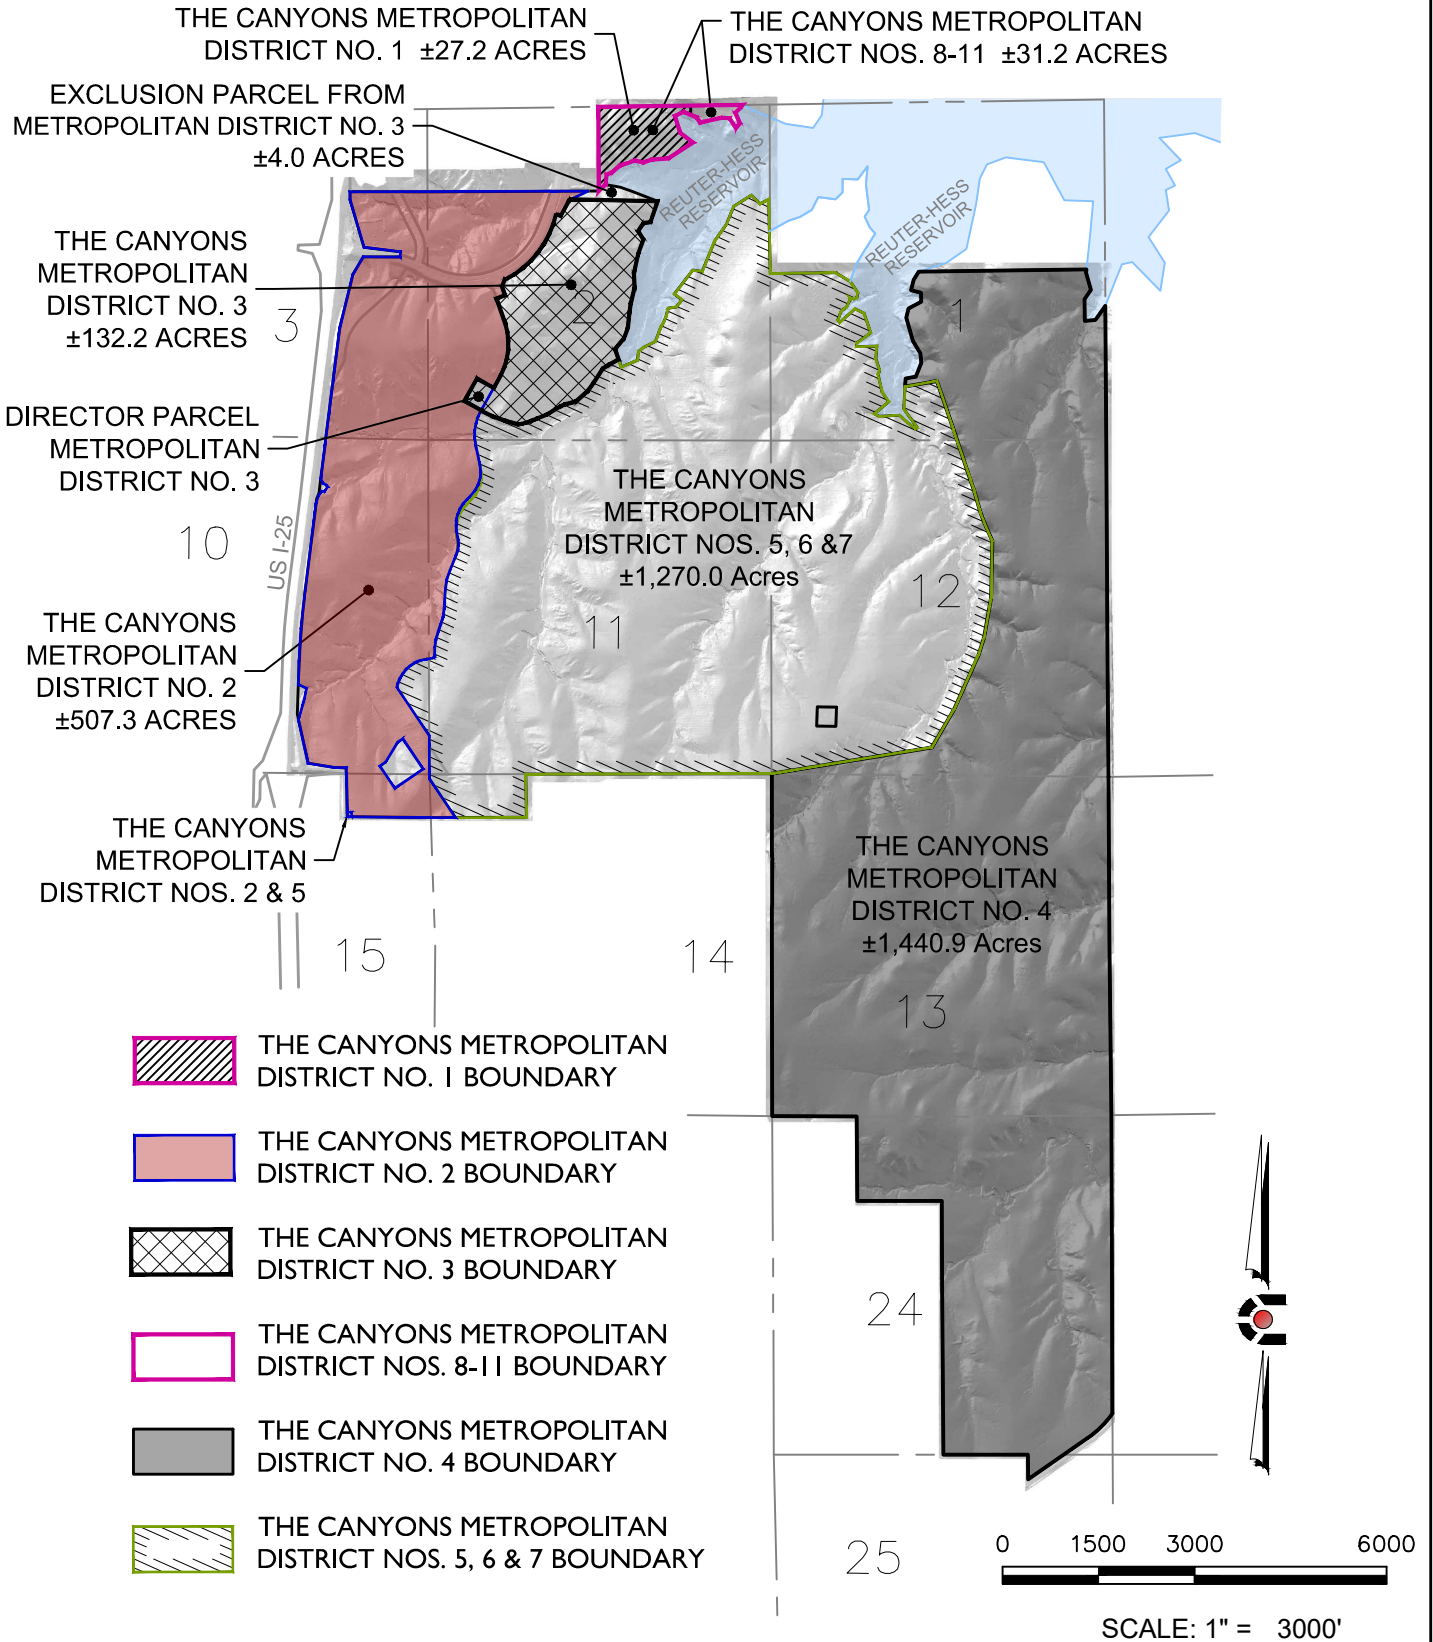 THE CANYONS METROPOLITAN
DISTRICT NO. 1 ±27.2 ACRES
THE CANYONS METROPOLITAN
DISTRICT NOS. 8-11 ±31.2 ACRES
EXCLUSION PARCEL FROM
METROPOLITAN DISTRICT NO. 3
±4.0 ACRES
REUTER-HESS
RESERVOIR
REUTER-HESS
RESERVOIR
THE CANYONS
METROPOLITAN
DISTRICT NO. 3
±132.2 ACRES
3
2
1
DIRECTOR PARCEL
METROPOLITAN
DISTRICT NO. 3
THE CANYONS
METROPOLITAN
DISTRICT NOS. 5, 6 &7
±1,270.0 Acres
10
US I-25
11
12
THE CANYONS
METROPOLITAN
DISTRICT NO. 2
±507.3 ACRES
THE CANYONS
METROPOLITAN
DISTRICT NOS. 2 & 5
THE CANYONS
METROPOLITAN
DISTRICT NO. 4
±1,440.9 Acres
15
14
13
24
25
THE CANYONS METROPOLITAN
DISTRICT NO. 1 BOUNDARY
THE CANYONS METROPOLITAN
DISTRICT NO. 2 BOUNDARY
THE CANYONS METROPOLITAN
DISTRICT NO. 3 BOUNDARY
THE CANYONS METROPOLITAN
DISTRICT NOS. 8-11 BOUNDARY
THE CANYONS METROPOLITAN
DISTRICT NO. 4 BOUNDARY
THE CANYONS METROPOLITAN
DISTRICT NOS. 5, 6 & 7 BOUNDARY
0 1500 3000 6000
SCALE: 1" = 3000'